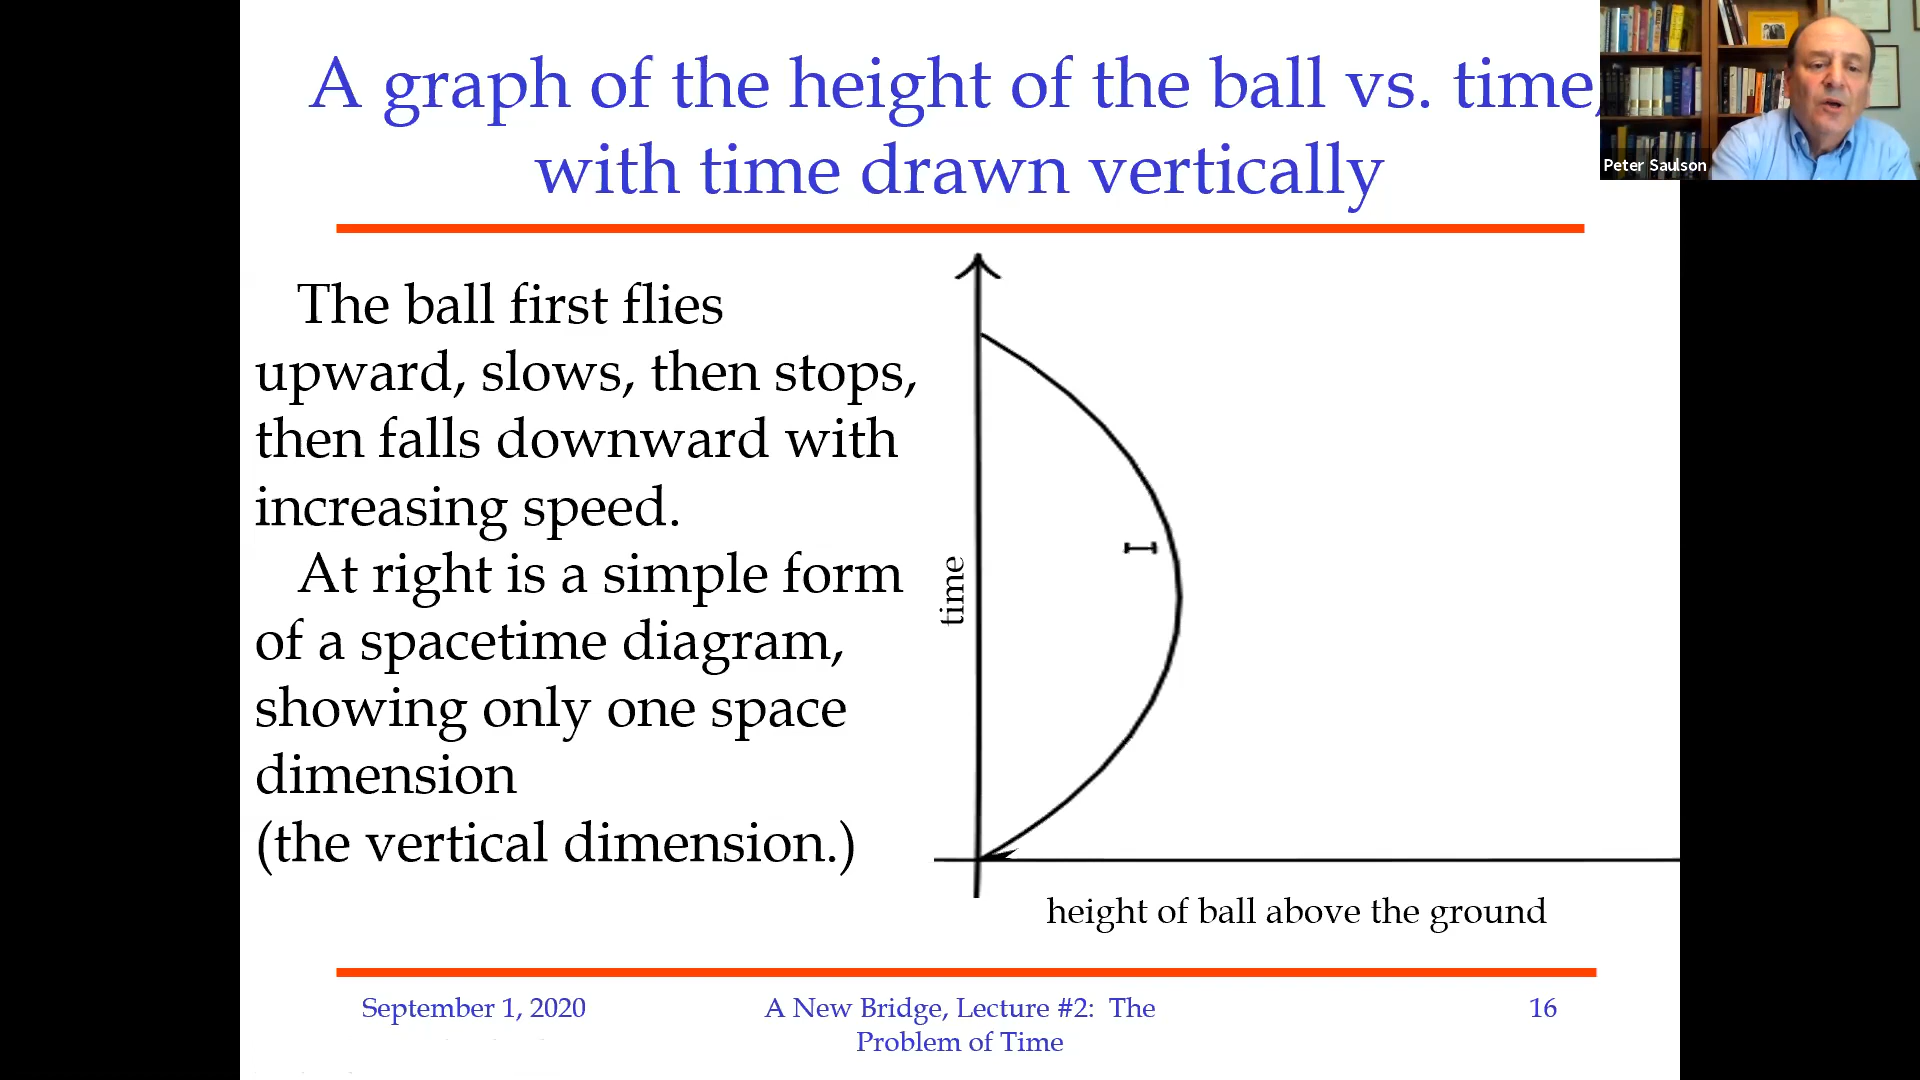 A graph of the height of the ball vs. time,
with time drawn vertically
Peter Saulson
The ball first flies
upward, slows, then stops,
then falls downward with
increasing speed.
At right is a simple form
of a spacetime diagram,
showing only one space
dimension
(the vertical dimension.)
time
height of ball above the ground
September 1, 2020
A New Bridge, Lecture #2: The
Problem of Time
16